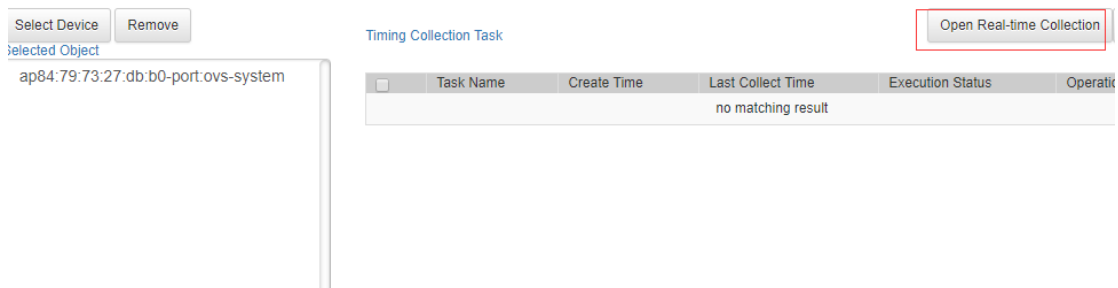 Select Device Remove
Selected Object
ap84:79:73:27:db:b0-port:ovs-system
Timing Collection Task
Open Real-time Collection
Task Name Create Time Last Collect Time Execution Status
no matching result